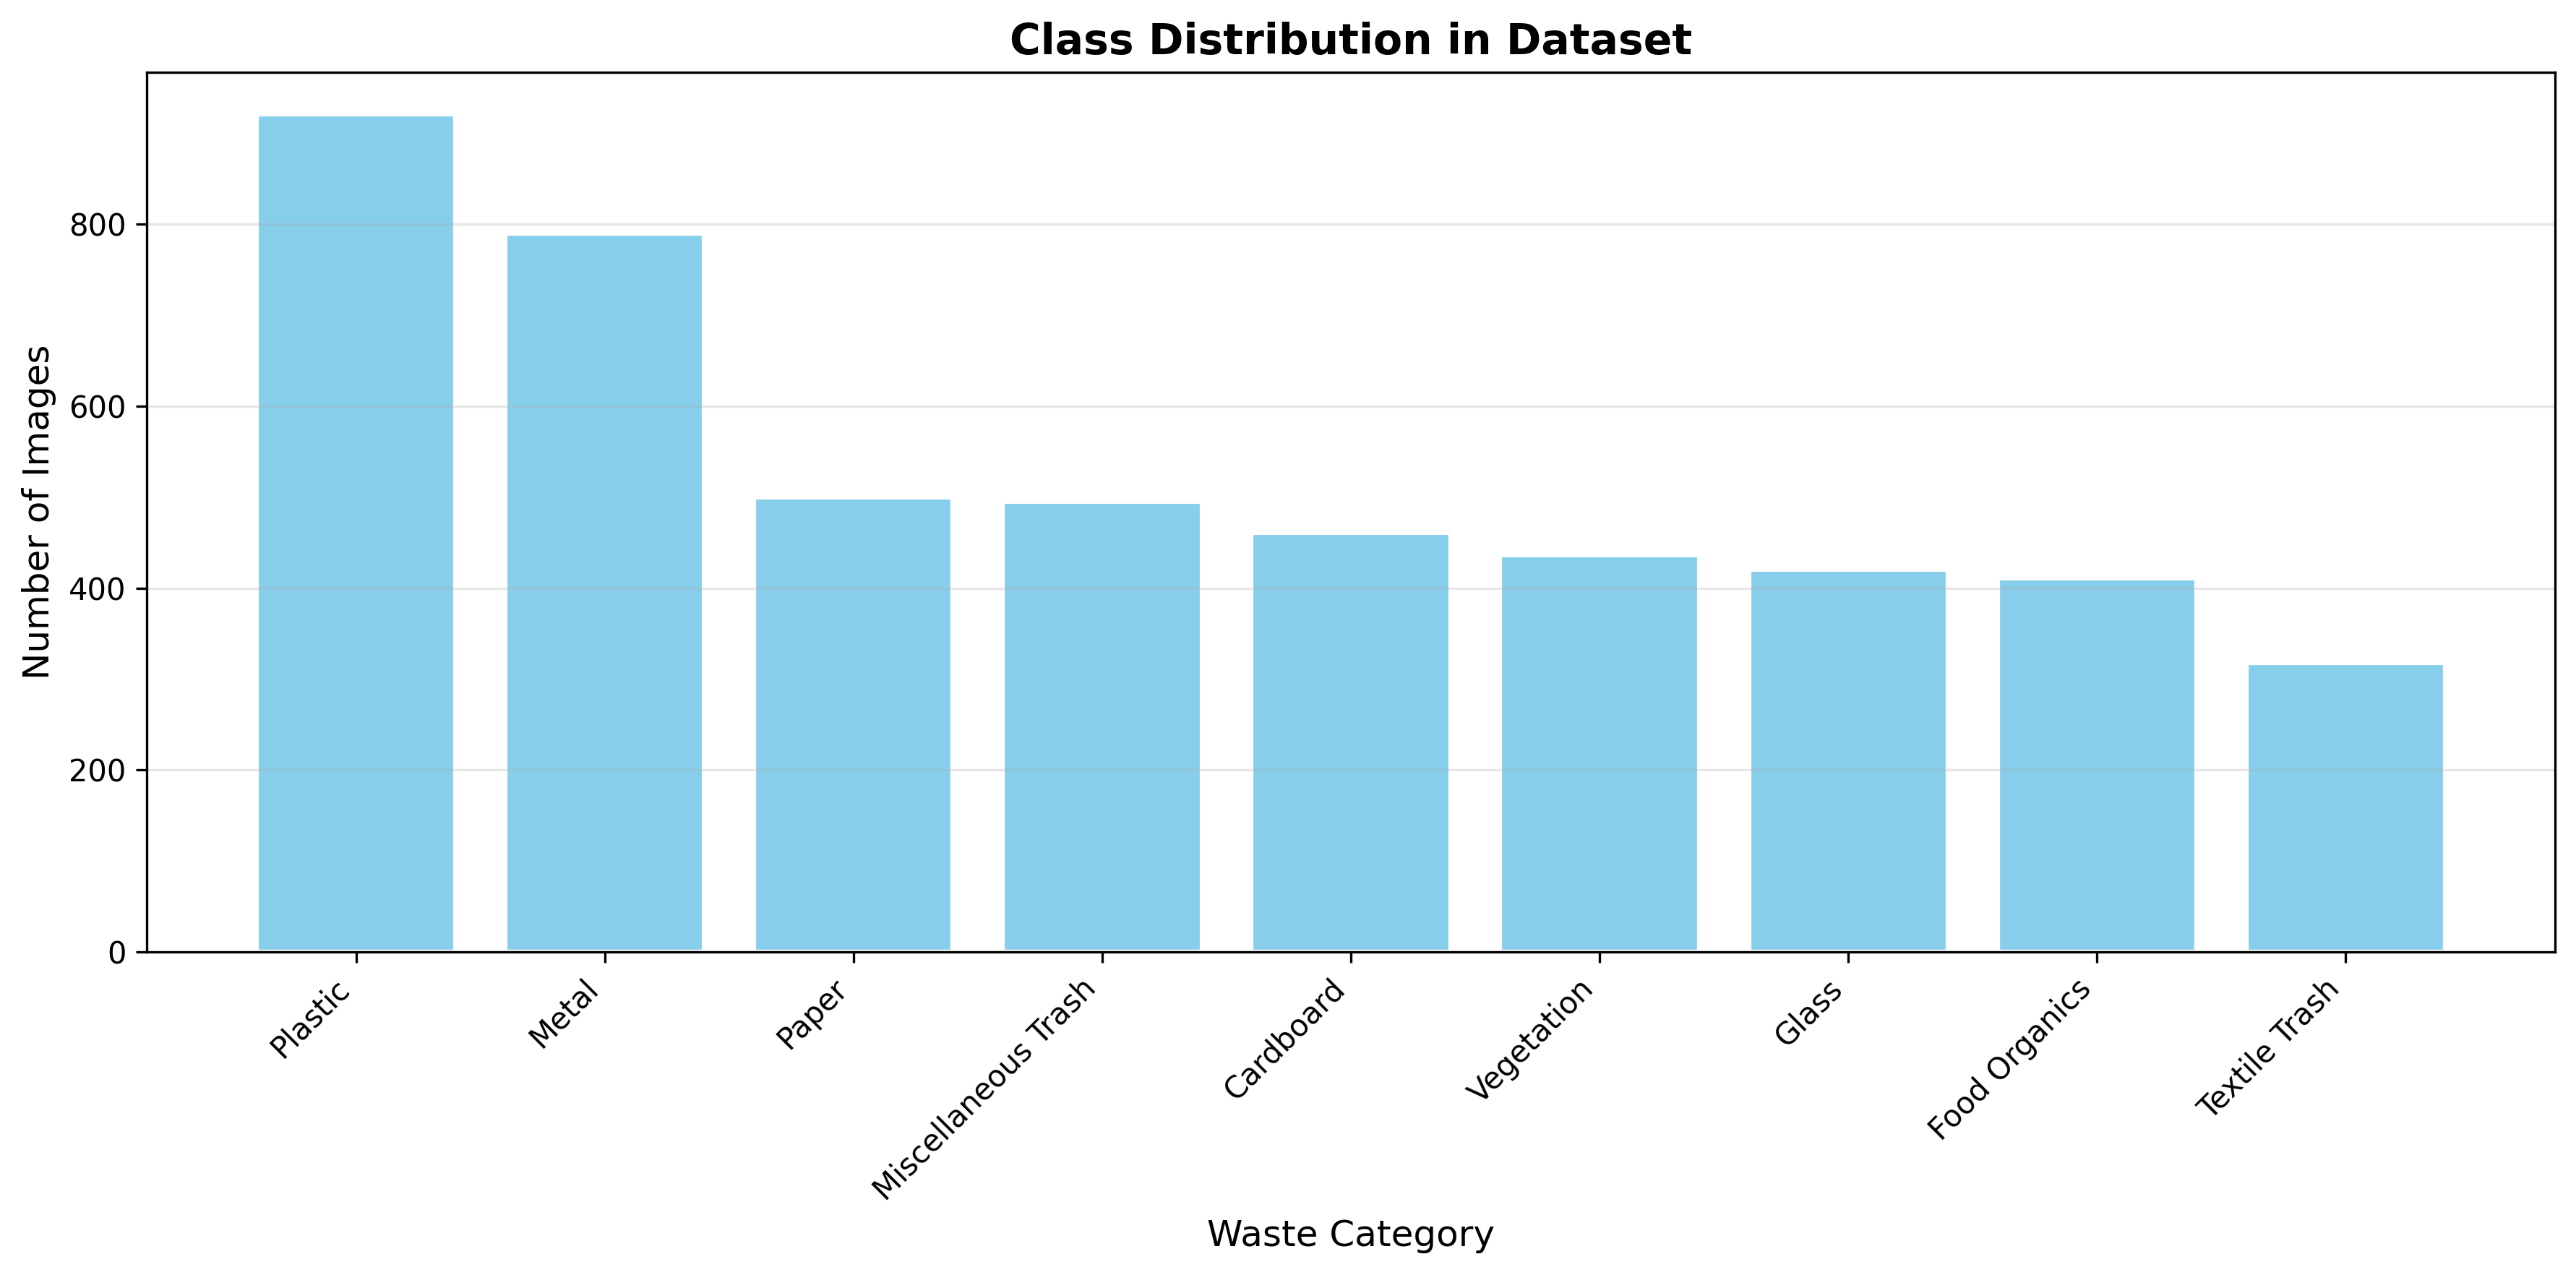 Class Distribution in Dataset
Number of Images
800
600
400
200
0
Plastic
Metal
Paper
Miscellaneous Trash
Cardboard
Vegetation
Glass
Food Organics
Textile Trash
Waste Category